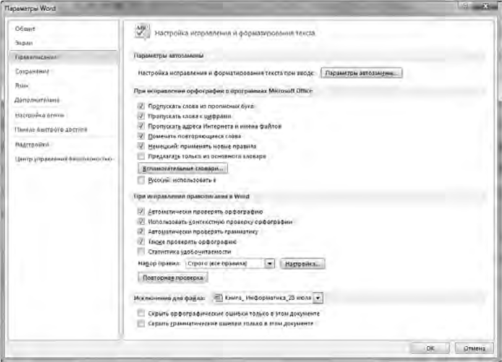 Параметры Word
Общие
Экран
Правописание
Сохранение
Язык
Дополнительно
Настройка ленты
Панель быстрого доступа
Надстройки
Центр управления безопасностью
Настройка исправления и форматирования текста.
Параметры автозамены
Настройка исправления и форматирования текста при вводе: Параметры автозамены...
При исправлении орфографии в программах Microsoft Office
Пропускать слова из прописных букв
Пропускать слова с цифрами
Пропускать адреса Интернета и имена файлов
Помечать повторяющиеся слова
Немецкий: применять новые правила
Предлагать только из основного словаря
Вспомогательные словари...
Русский: использовать ё
При исправлении правописания в Word
Автоматически проверять орфографию
Использовать контекстную проверку орфографии
Автоматически проверять грамматику
Также проверять орфографию
Статистика удобочитаемости
Набор правил: Строго (все правила) Настройка...
Повторная проверка
Исключения для файла: Книга_ Информатика_25 июля
Скрыть орфографические ошибки только в этом документе
Скрыть грамматические ошибки только в этом документе
ОК Отмена